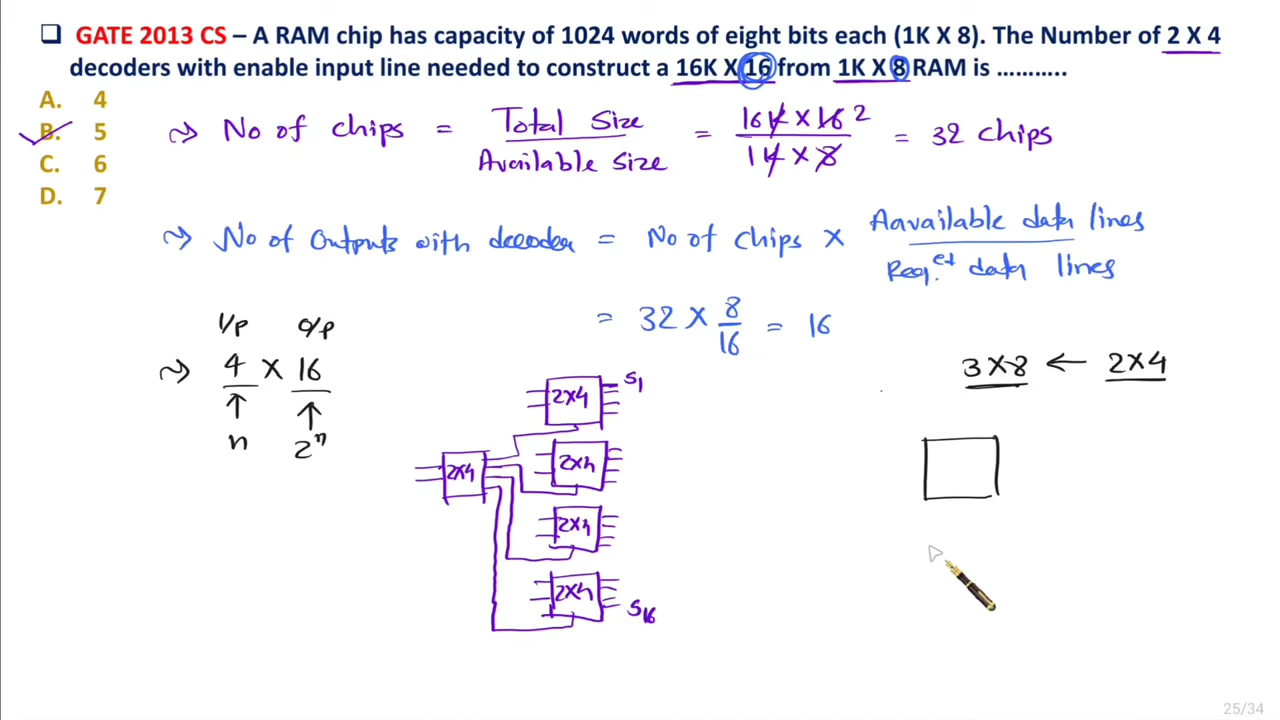 ❑ GATE 2013 CS – A RAM chip has capacity of 1024 words of eight bits each (1K X 8). The Number of 2 X 4
decoders with enable input line needed to construct a 16K X 16 from 1K X 8 RAM is ………..
A. 4
B. 5
C. 6
D. 7
No of chips = Total Size / Available Size = 16K X 16 2 / 1K X 8 = 32 chips
No of Outputs with decoder = No of chips X Aavailable data lines / Req.ed data lines
= 32 X 8/16 = 16
I/P O/P
4 X 16
↑ ↑
n 2ⁿ
3X8 ← 2X4
2X4 S1
2X4
2X4
2X4
2X4 S16
25/34